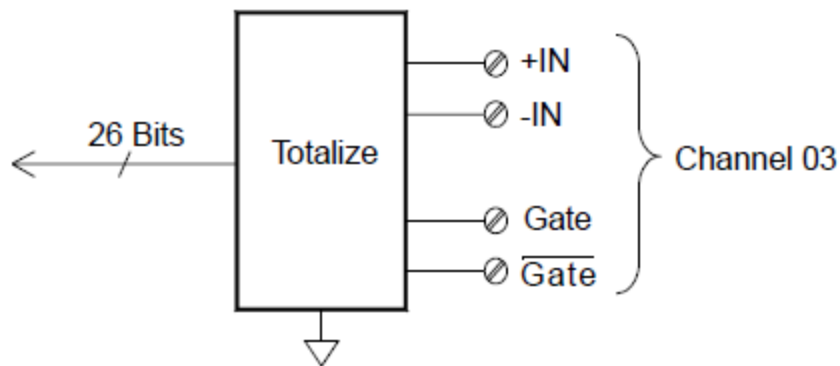 +IN
-IN
26 Bits
Totalize
Channel 03
Gate
Gate